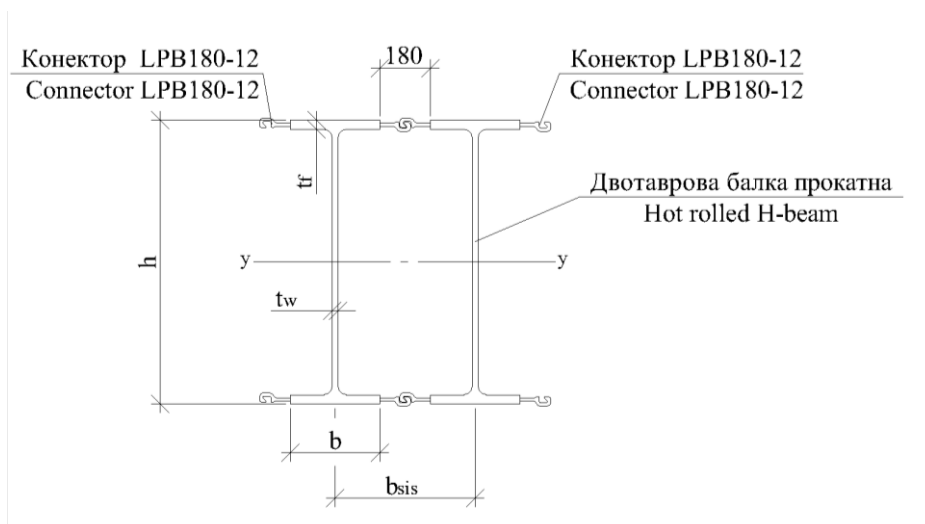 Конектор LPB180-12
Connector LPB180-12
180
Конектор LPB180-12
Connector LPB180-12
tf
Двотаврова балка прокатна
Hot rolled H-beam
h
y
y
tw
b
bsis